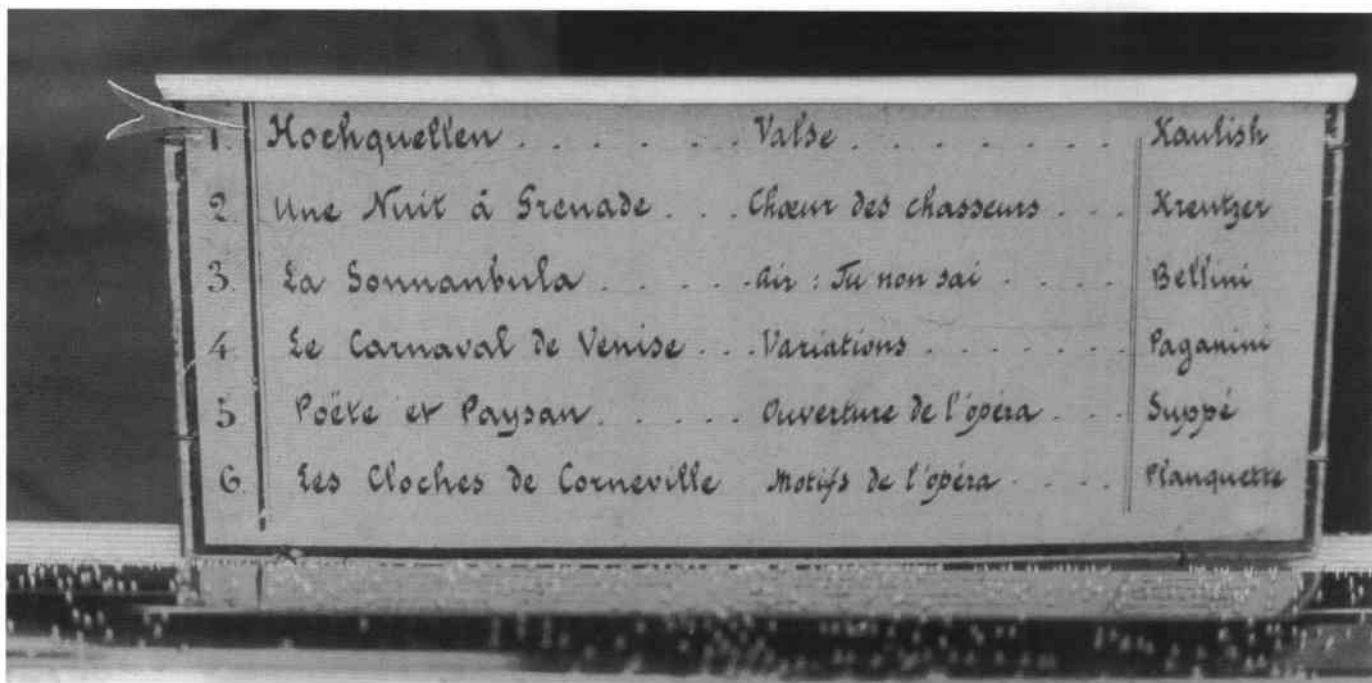 1. Hochquellen . . . . . . Valse . . . . . . . Kaulish
2. Une Nuit à Grenade . . . Chœur des chasseurs . . . Kreutzer
3. La Sonnanbula . . . . . Air : Tu non sai . . . . Bellini
4. Le Carnaval de Venise . . . Variations . . . . . . . Paganini
5 Poëte et Paysan . . . . . Ouverture de l'opéra . . . Suppé
6. Les Cloches de Corneville Motifs de l'opéra . . . . Planquette